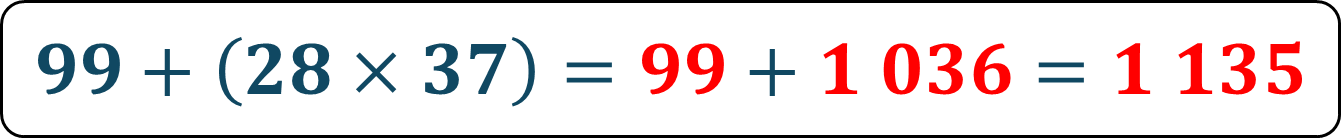 99 + (28 × 37) = 99 + 1 036 = 1 135